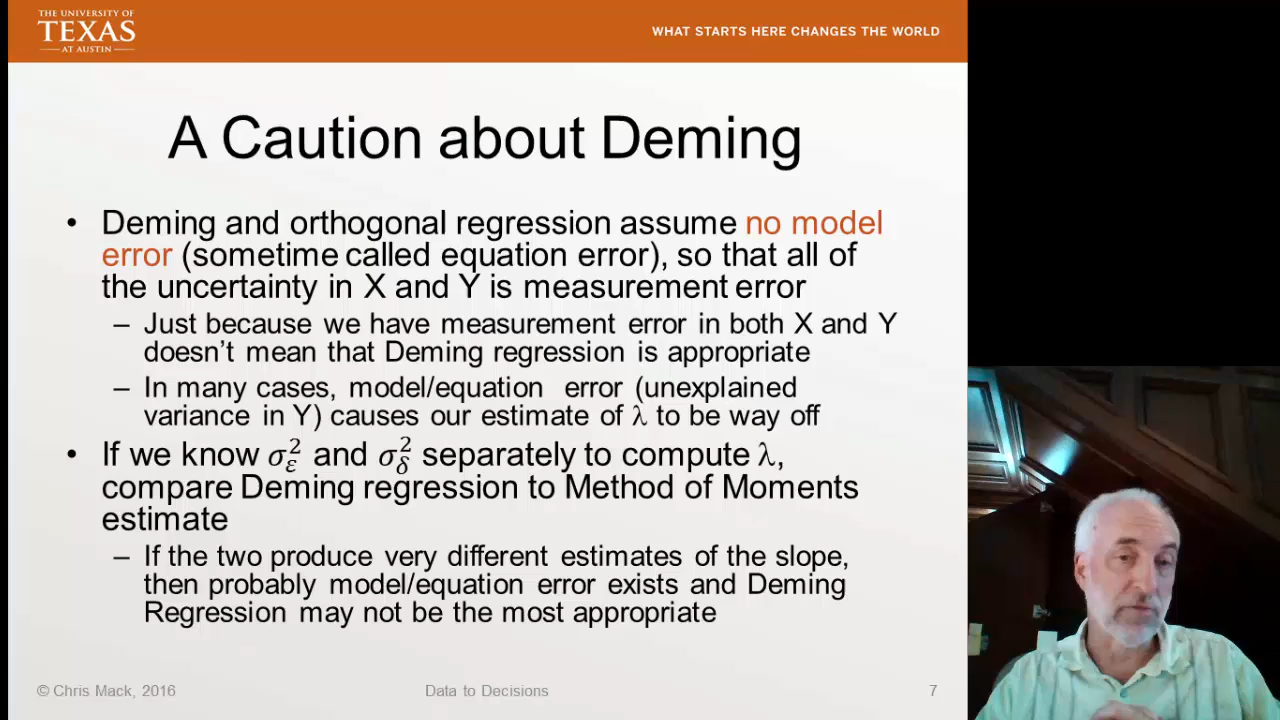 THE UNIVERSITY OF
TEXAS
AT AUSTIN
WHAT STARTS HERE CHANGES THE WORLD
A Caution about Deming
• Deming and orthogonal regression assume no model
error (sometime called equation error), so that all of
the uncertainty in X and Y is measurement error
– Just because we have measurement error in both X and Y
doesn't mean that Deming regression is appropriate
– In many cases, model/equation error (unexplained
variance in Y) causes our estimate of λ to be way off
• If we know σ²_ε and σ²_δ separately to compute λ,
compare Deming regression to Method of Moments
estimate
– If the two produce very different estimates of the slope,
then probably model/equation error exists and Deming
Regression may not be the most appropriate
© Chris Mack, 2016
Data to Decisions
7